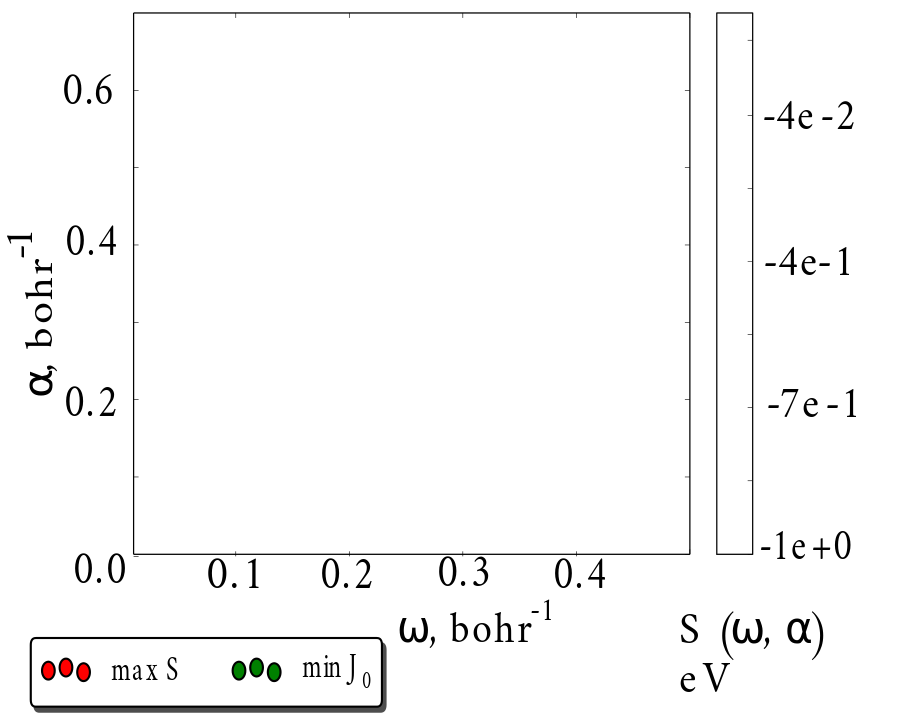 0.6
0.4
0.2
0.0
α, bohr⁻¹
0.1 0.2 0.3 0.4
ω, bohr⁻¹
-4e-2
-4e-1
-7e-1
-1e+0
S (ω, α)
eV
max S min J₀